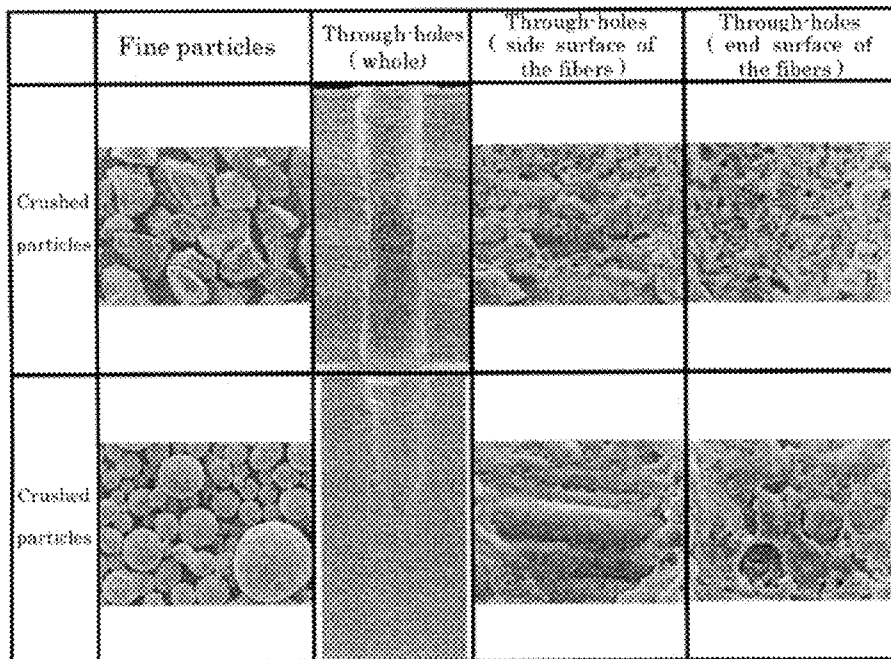 Fine particles
Through-holes
( whole)
Through-holes
( side surface of
the fibers )
Through-holes
( end surface of
the fibers )
Crushed
particles
Crushed
particles